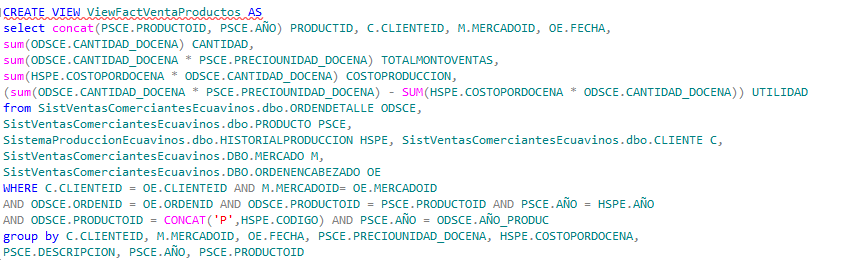 CREATE VIEW ViewFactVentaProductos AS
select concat(PSCE.PRODUCTOID, PSCE.AÑO) PRODUCTID, C.CLIENTEID, M.MERCADOID, OE.FECHA,
sum(ODSCE.CANTIDAD_DOCENA) CANTIDAD,
sum(ODSCE.CANTIDAD_DOCENA * PSCE.PRECIOUNIDAD_DOCENA) TOTALMONTOVENTAS,
sum(HSPE.COSTOPORDOCENA * ODSCE.CANTIDAD_DOCENA) COSTOPRODUCCION,
(sum(ODSCE.CANTIDAD_DOCENA * PSCE.PRECIOUNIDAD_DOCENA) - SUM(HSPE.COSTOPORDOCENA * ODSCE.CANTIDAD_DOCENA)) UTILIDAD
from SistVentasComerciantesEcuavinos.dbo.ORDENDETALLE ODSCE,
SistVentasComerciantesEcuavinos.dbo.PRODUCTO PSCE,
SistemaProduccionEcuavinos.dbo.HISTORIALPRODUCCION HSPE, SistVentasComerciantesEcuavinos.dbo.CLIENTE C,
SistVentasComerciantesEcuavinos.DBO.MERCADO M,
SistVentasComerciantesEcuavinos.DBO.ORDENENCABEZADO OE
WHERE C.CLIENTEID = OE.CLIENTEID AND M.MERCADOID= OE.MERCADOID
AND ODSCE.ORDENID = OE.ORDENID AND ODSCE.PRODUCTOID = PSCE.PRODUCTOID AND PSCE.AÑO = HSPE.AÑO
AND ODSCE.PRODUCTOID = CONCAT('P',HSPE.CODIGO) AND PSCE.AÑO = ODSCE.AÑO_PRODUC
group by C.CLIENTEID, M.MERCADOID, OE.FECHA, PSCE.PRECIOUNIDAD_DOCENA, HSPE.COSTOPORDOCENA,
PSCE.DESCRIPCION, PSCE.AÑO, PSCE.PRODUCTOID